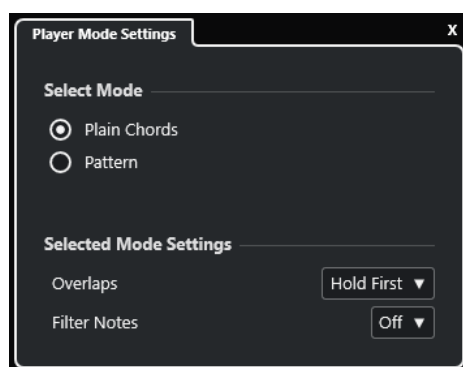 Player Mode Settings x
Select Mode
Plain Chords
Pattern
Selected Mode Settings
Overlaps Hold First ▼
Filter Notes Off ▼